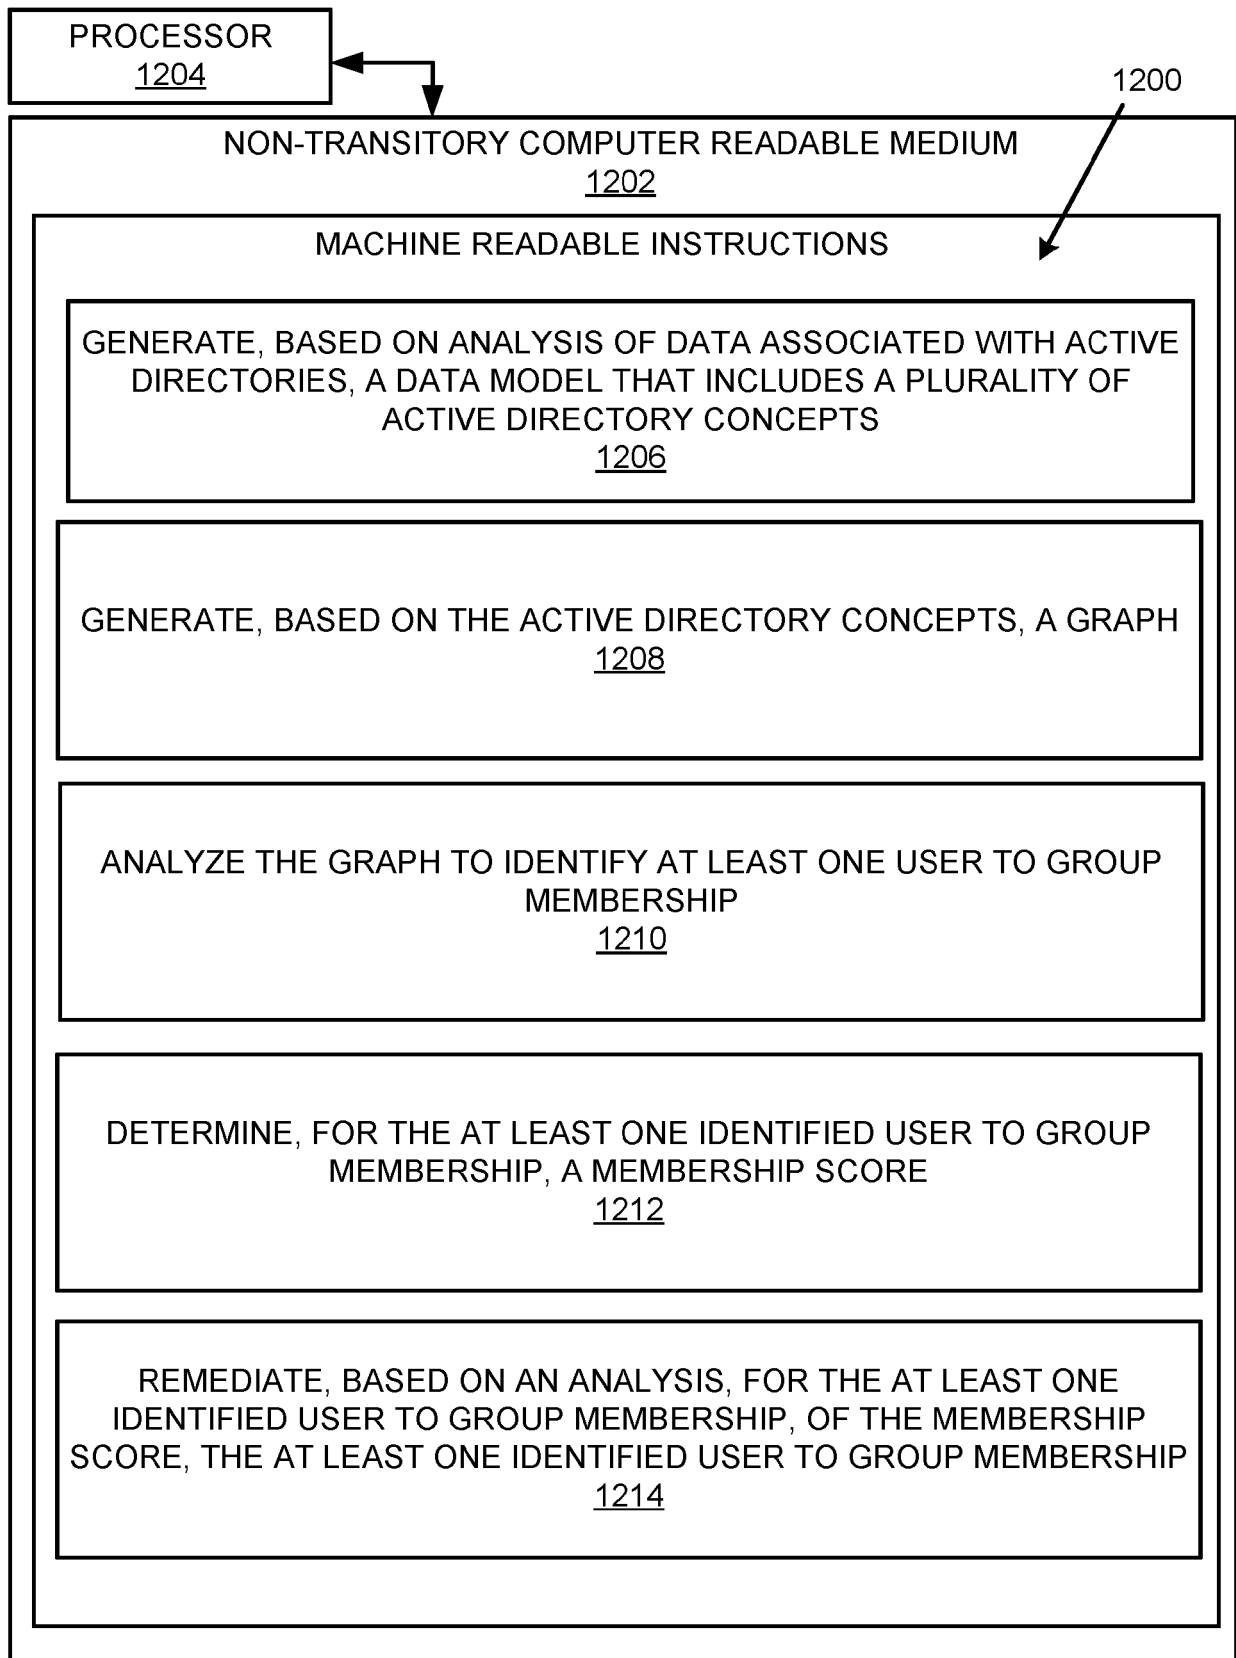 PROCESSOR
1204
1200
NON-TRANSITORY COMPUTER READABLE MEDIUM
1202
MACHINE READABLE INSTRUCTIONS
GENERATE, BASED ON ANALYSIS OF DATA ASSOCIATED WITH ACTIVE
DIRECTORIES, A DATA MODEL THAT INCLUDES A PLURALITY OF
ACTIVE DIRECTORY CONCEPTS
1206
GENERATE, BASED ON THE ACTIVE DIRECTORY CONCEPTS, A GRAPH
1208
ANALYZE THE GRAPH TO IDENTIFY AT LEAST ONE USER TO GROUP
MEMBERSHIP
1210
DETERMINE, FOR THE AT LEAST ONE IDENTIFIED USER TO GROUP
MEMBERSHIP, A MEMBERSHIP SCORE
1212
REMEDIATE, BASED ON AN ANALYSIS, FOR THE AT LEAST ONE
IDENTIFIED USER TO GROUP MEMBERSHIP, OF THE MEMBERSHIP
SCORE, THE AT LEAST ONE IDENTIFIED USER TO GROUP MEMBERSHIP
1214